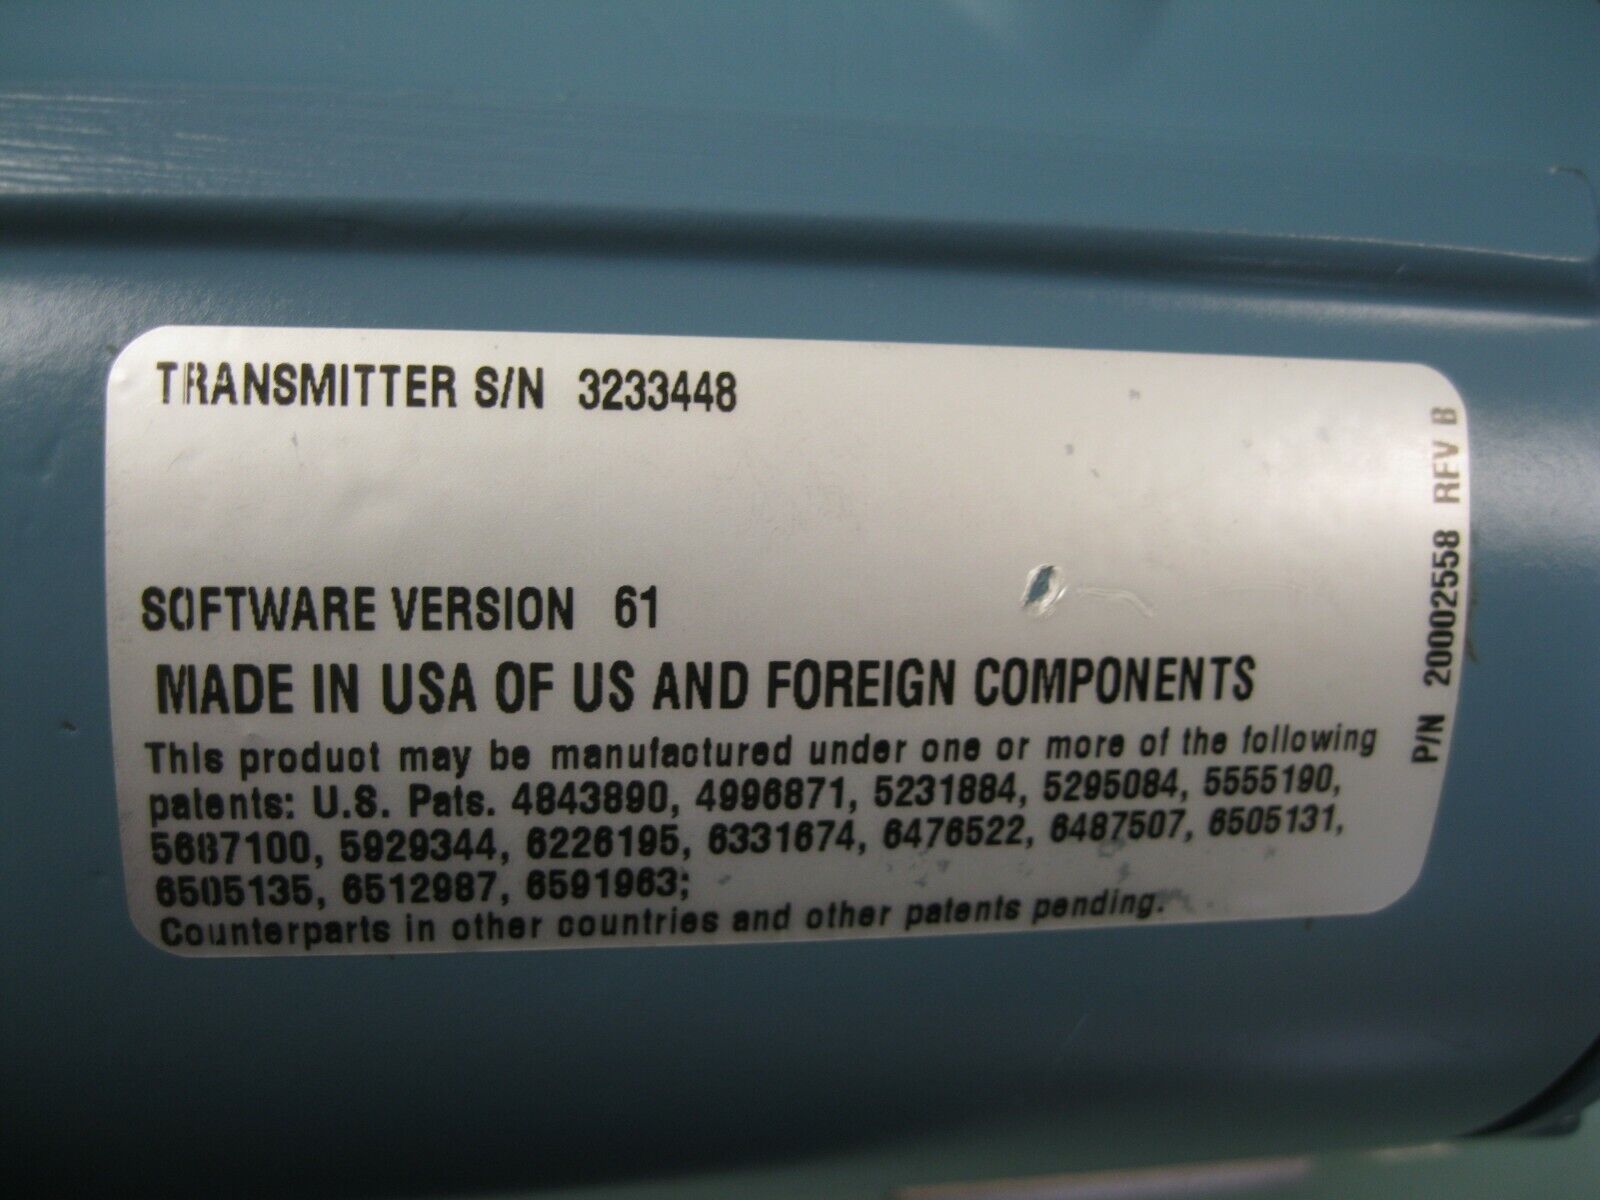 TRANSMITTER S/N 3233448
SOFTWARE VERSION 61
MADE IN USA OF US AND FOREIGN COMPONENTS
This product may be manufactured under one or more of the following
patents: U.S. Pats. 4843890, 4996871, 5231884, 5295084, 5555190,
5687100, 5929344, 6226195, 6331674, 6476522, 6487507, 6505131,
6505135, 6512987, 6591963;
Counterparts in other countries and other patents pending.
P/N 20002558 REV B